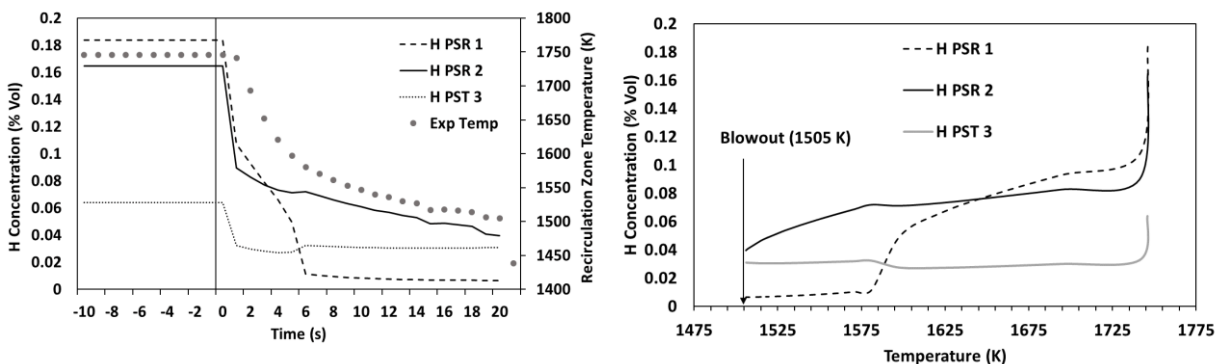 0.2
0.18
0.16
0.14
0.12
0.1
0.08
0.06
0.04
0.02
0
H Concentration (% Vol)
-10 -8 -6 -4 -2 0 2 4 6 8 10 12 14 16 18 20
Time (s)
1800
1750
1700
1650
1600
1550
1500
1450
1400
Recirculation Zone Temperature (K)
H PSR 1
H PSR 2
H PST 3
Exp Temp
0.2
0.18
0.16
0.14
0.12
0.1
0.08
0.06
0.04
0.02
0
H Concentration (% Vol)
1475 1525 1575 1625 1675 1725 1775
Temperature (K)
H PSR 1
H PSR 2
H PST 3
Blowout (1505 K)